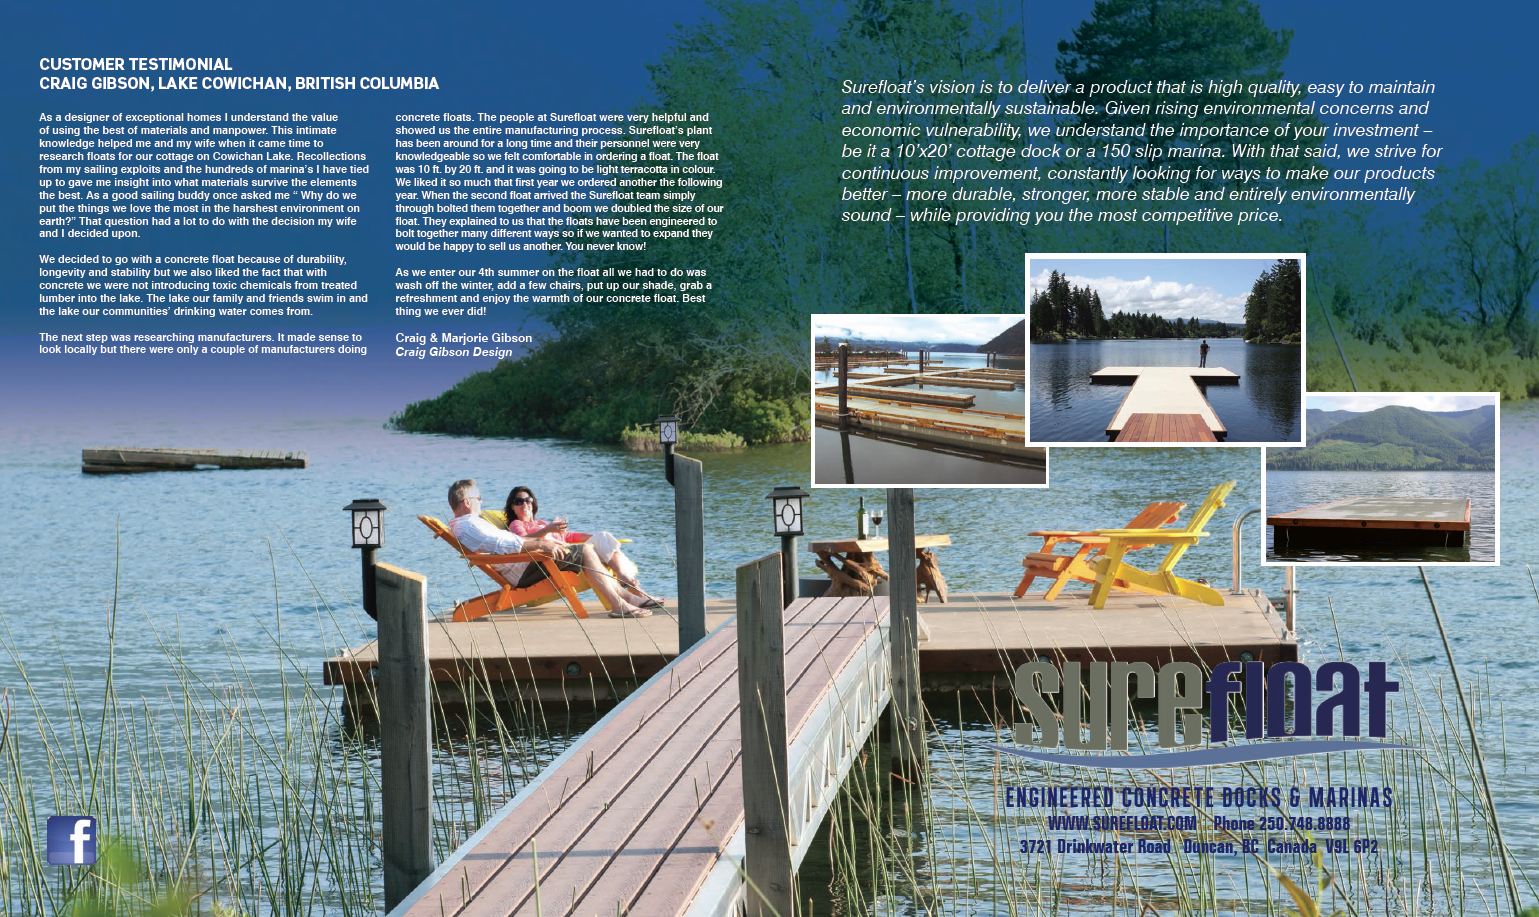 CUSTOMER TESTIMONIAL
CRAIG GIBSON, LAKE COWICHAN, BRITISH COLUMBIA
As a designer of exceptional homes I understand the value
of using the best of materials and manpower. This intimate
knowledge helped me and my wife when it came time to
research floats for our cottage on Cowichan Lake. Recollections
from my sailing exploits and the hundreds of marina's I have tied
up to gave me insight into what materials survive the elements
the best. As a good sailing buddy once asked me “ Why do we
put the things we love the most in the harshest environment on
earth?” That question had a lot to do with the decision my wife
and I decided upon.
We decided to go with a concrete float because of durability,
longevity and stability but we also liked the fact that with
concrete we were not introducing toxic chemicals from treated
lumber into the lake. The lake our family and friends swim in and
the lake our communities’ drinking water comes from.
The next step was researching manufacturers. It made sense to
look locally but there were only a couple of manufacturers doing
concrete floats. The people at Surefloat were very helpful and
showed us the entire manufacturing process. Surefloat’s plant
has been around for a long time and their personnel were very
knowledgeable so we felt comfortable in ordering a float. The float
was 10 ft. by 20 ft. and it was going to be light terracotta in colour.
We liked it so much that first year we ordered another the following
year. When the second float arrived the Surefloat team simply
through bolted them together and boom we doubled the size of our
float. They explained to us that the floats have been engineered to
bolt together many different ways so if we wanted to expand they
would be happy to sell us another. You never know!
As we enter our 4th summer on the float all we had to do was
wash off the winter, add a few chairs, put up our shade, grab a
refreshment and enjoy the warmth of our concrete float. Best
thing we ever did!
Craig & Marjorie Gibson
Craig Gibson Design
Surefloat’s vision is to deliver a product that is high quality, easy to maintain
and environmentally sustainable. Given rising environmental concerns and
economic vulnerability, we understand the importance of your investment –
be it a 10’x20’ cottage dock or a 150 slip marina. With that said, we strive for
continuous improvement, constantly looking for ways to make our products
better – more durable, stronger, more stable and entirely environmentally
sound – while providing you the most competitive price.
surefloat
ENGINEERED CONCRETE DOCKS & MARINAS
WWW.SUREFLOAT.COM Phone 250.748.8888
3721 Drinkwater Road Duncan, BC Canada V9L 6P2
f